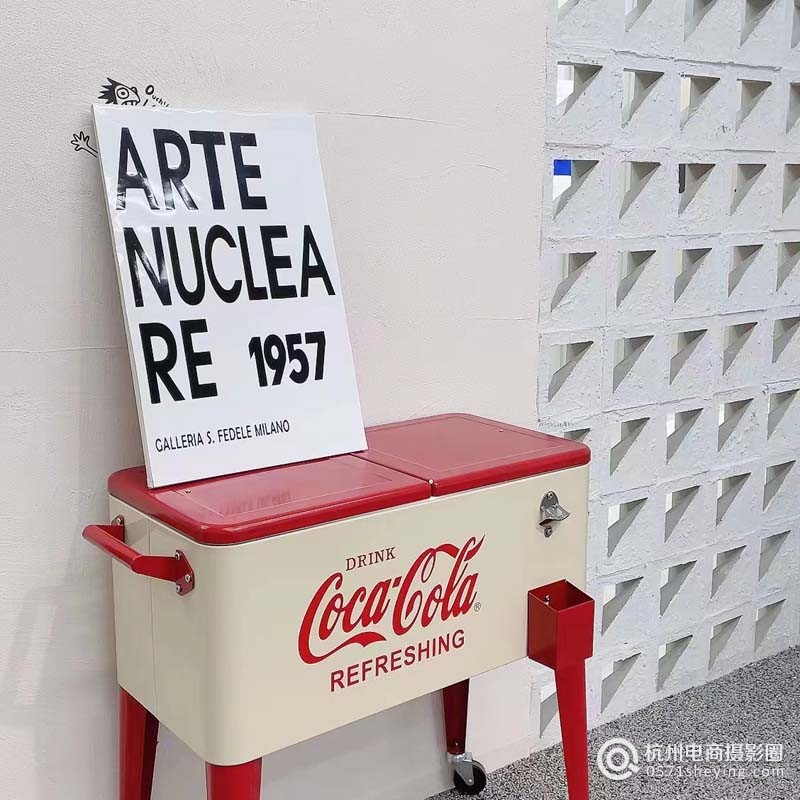 Ouch!
ARTE
NUCLEA
RE 1957
GALLERIA S. FEDELE MILANO
DRINK
Coca-Cola®
REFRESHING
杭州电商摄影圈
0571sheying.com